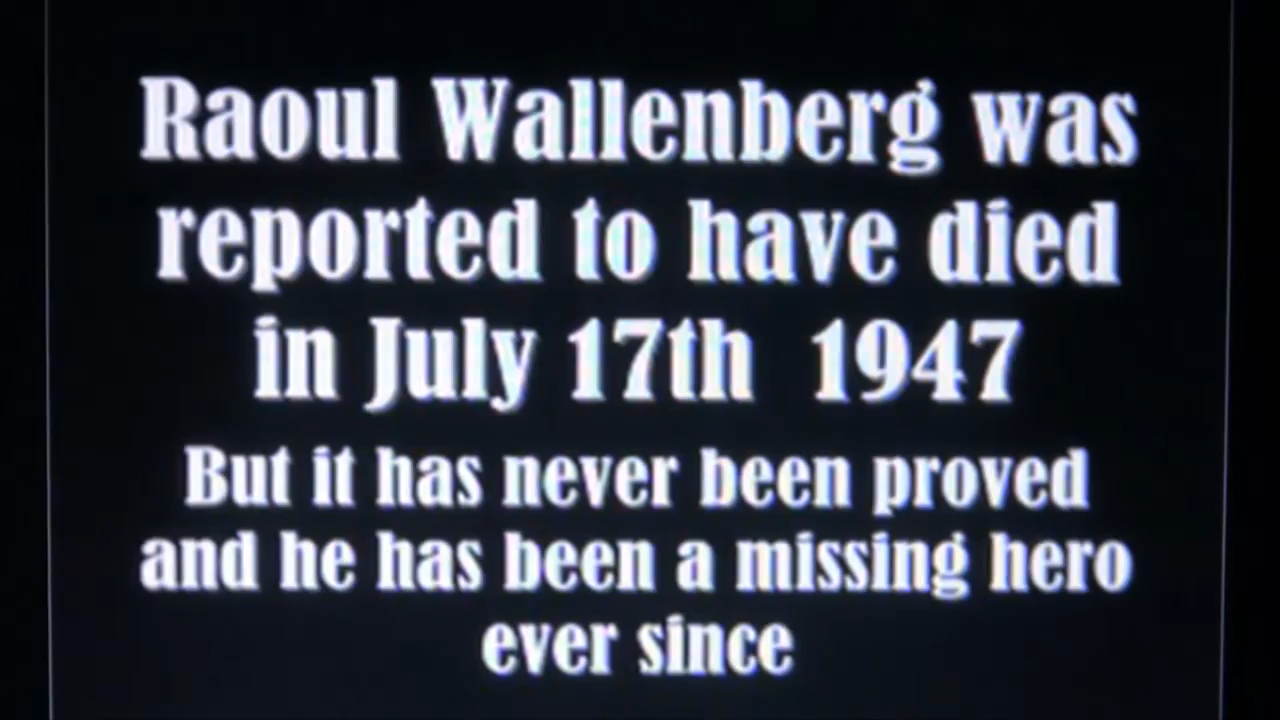 Raoul Wallenberg was
reported to have died
in July 17th 1947
But it has never been proved
and he has been a missing hero
ever since